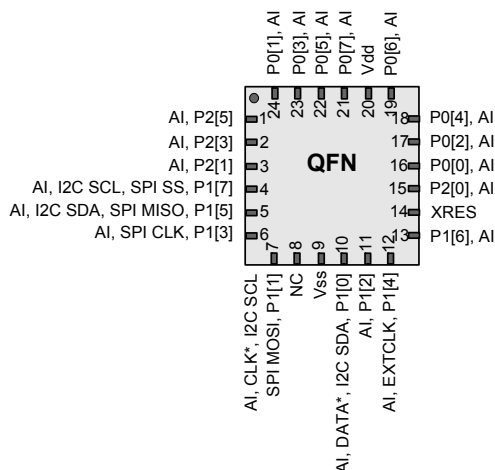 P0[1], AI
P0[3], AI
P0[5], AI
P0[7], AI
Vdd
P0[6], AI
24
23
22
21
20
19
AI, P2[5]
1
18
P0[4], AI
AI, P2[3]
2
17
P0[2], AI
AI, P2[1]
3
QFN
16
P0[0], AI
AI, I2C SCL, SPI SS, P1[7]
4
15
P2[0], AI
AI, I2C SDA, SPI MISO, P1[5]
5
14
XRES
AI, SPI CLK, P1[3]
6
13
P1[6], AI
7
8
9
10
11
12
AI, CLK*, I2C SCL
SPI MOSI, P1[1]
NC
Vss
AI, DATA*, I2C SDA, P1[0]
AI, P1[2]
AI, EXTCLK, P1[4]